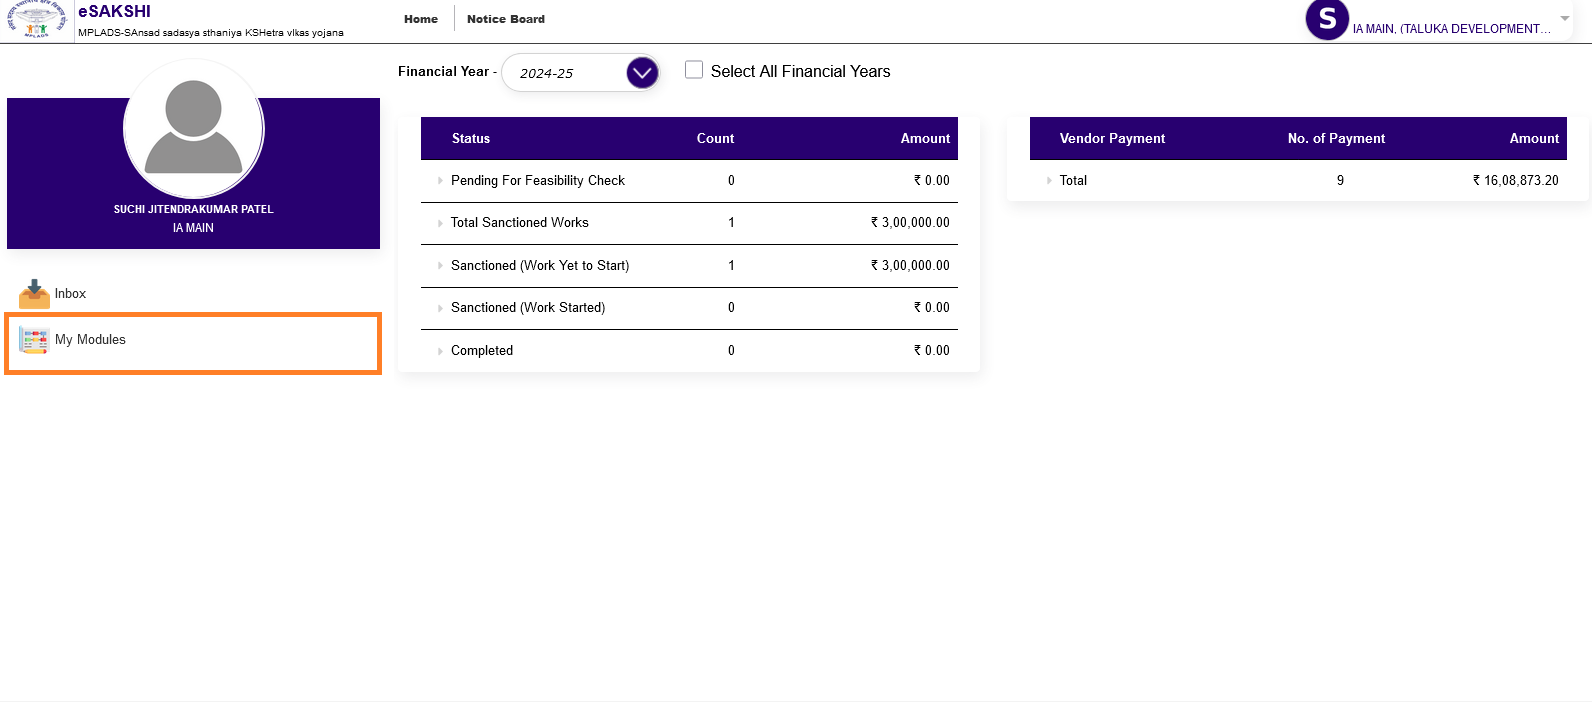 eSAKSHI
MPLADS-SAnsad sadasya sthaniya KSHetra vIkas yojana
MPLADS
Home
Notice Board
S
IA MAIN, (TALUKA DEVELOPMENT...
SUCHI JITENDRAKUMAR PATEL
IA MAIN
Inbox
My Modules
Financial Year - 2024-25
Select All Financial Years
Status Count Amount
Pending For Feasibility Check 0 ₹ 0.00
Total Sanctioned Works 1 ₹ 3,00,000.00
Sanctioned (Work Yet to Start) 1 ₹ 3,00,000.00
Sanctioned (Work Started) 0 ₹ 0.00
Completed 0 ₹ 0.00
Vendor Payment No. of Payment Amount
Total 9 ₹ 16,08,873.20